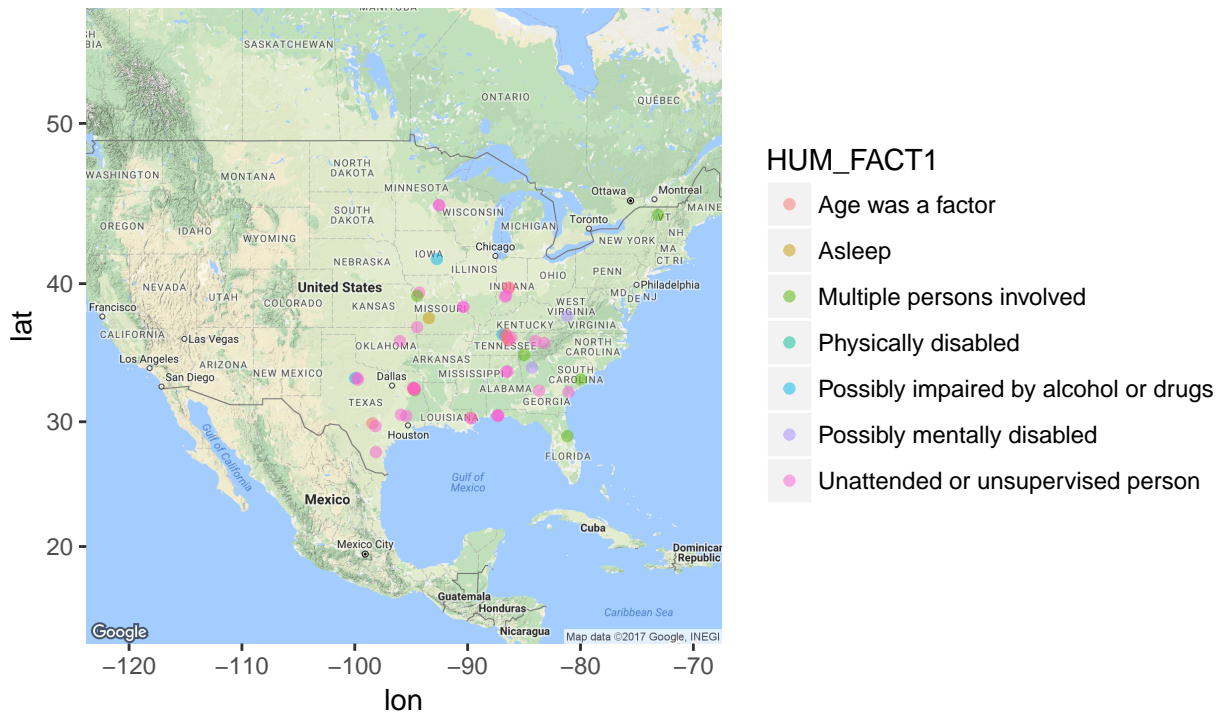 MANITOBA
SH
BIA
SASKATCHEWAN
ONTARIO
QUÉBEC
WASHINGTON
MONTANA
NORTH
DAKOTA
MINNESOTA
Ottawa
Montreal
SOUTH
DAKOTA
WISCONSIN
MICHIGAN
Toronto
VT
MAINE
OREGON
IDAHO
WYOMING
NH
NEW YORK
MA
CT RI
Chicago
IOWA
NEBRASKA
ILLINOIS
INDIANA
OHIO
PENN
NEVADA
UTAH
COLORADO
United States
KANSAS
MISSOURI
WEST
VIRGINIA
MD
DE
NJ
Philadelphia
Francisco
CALIFORNIA
Las Vegas
KENTUCKY
VIRGINIA
Los Angeles
San Diego
ARIZONA
NEW MEXICO
OKLAHOMA
ARKANSAS
TENNESSEE
NORTH
CAROLINA
Dallas
MISSISSIPPI
ALABAMA
SOUTH
CAROLINA
GEORGIA
TEXAS
LOUISIANA
Houston
FLORIDA
Gulf of California
Gulf of
Mexico
Mexico
Mexico City
Cuba
Dominican
Republic
Guatemala
Honduras
Nicaragua
Caribbean Sea
Google
Map data ©2017 Google, INEGI
50
40
30
20
lat
−120
−110
−100
−90
−80
−70
lon
HUM_FACT1
Age was a factor
Asleep
Multiple persons involved
Physically disabled
Possibly impaired by alcohol or drugs
Possibly mentally disabled
Unattended or unsupervised person